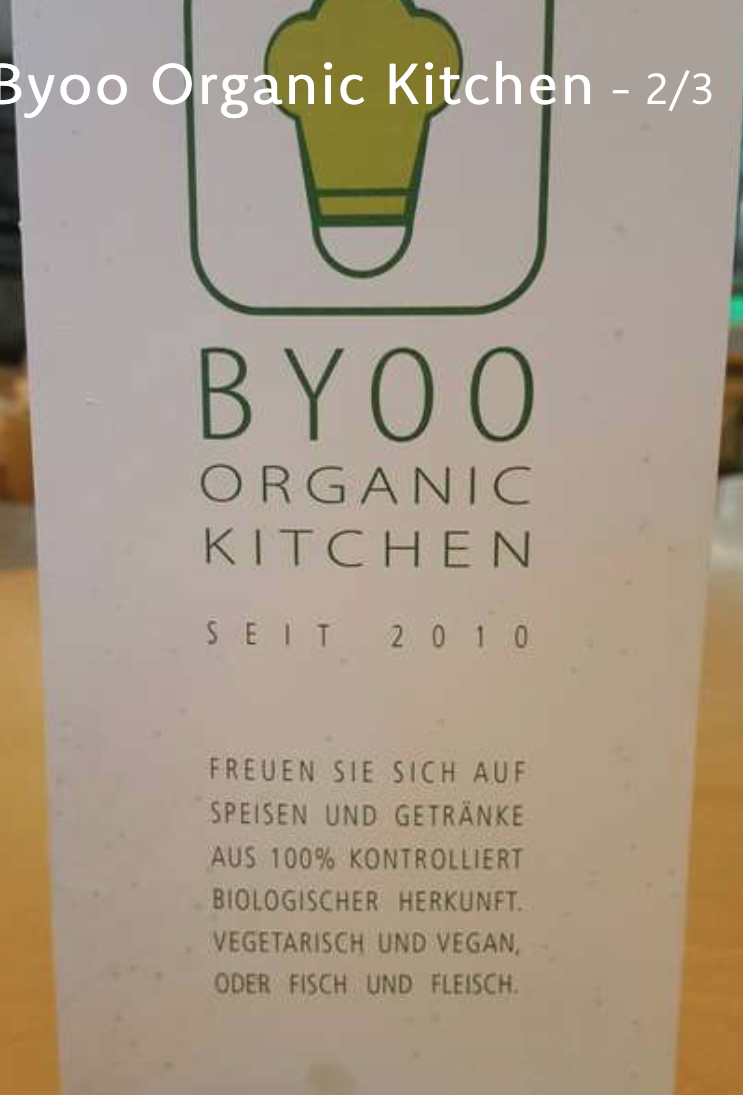 Byoo Organic Kitchen - 2/3
BYOO
ORGANIC
KITCHEN
SEIT 2010
FREUEN SIE SICH AUF
SPEISEN UND GETRÄNKE
AUS 100% KONTROLLIERT
BIOLOGISCHER HERKUNFT.
VEGETARISCH UND VEGAN,
ODER FISCH UND FLEISCH.